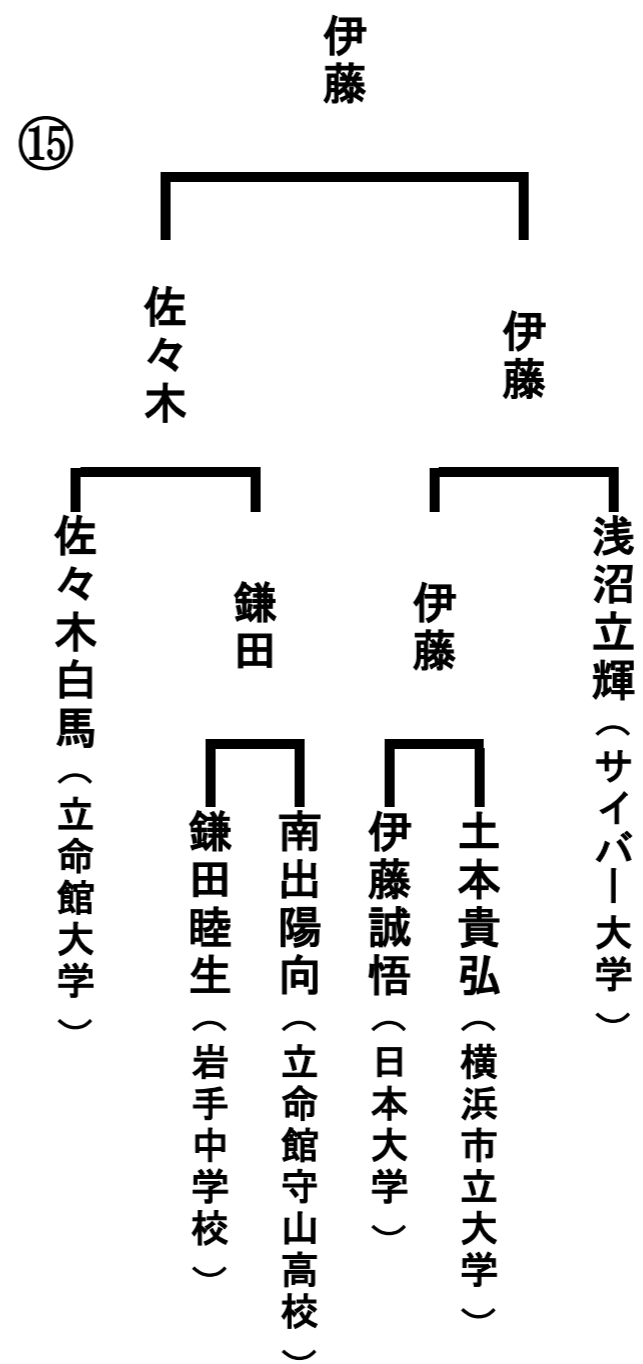 伊藤
⑮
佐々木
伊藤
佐々木白馬（立命館大学）
鎌田
伊藤
浅沼立輝（サイバー大学）
鎌田睦生（岩手中学校）
南出陽向（立命館守山高校）
伊藤誠悟（日本大学）
土本貴弘（横浜市立大学）